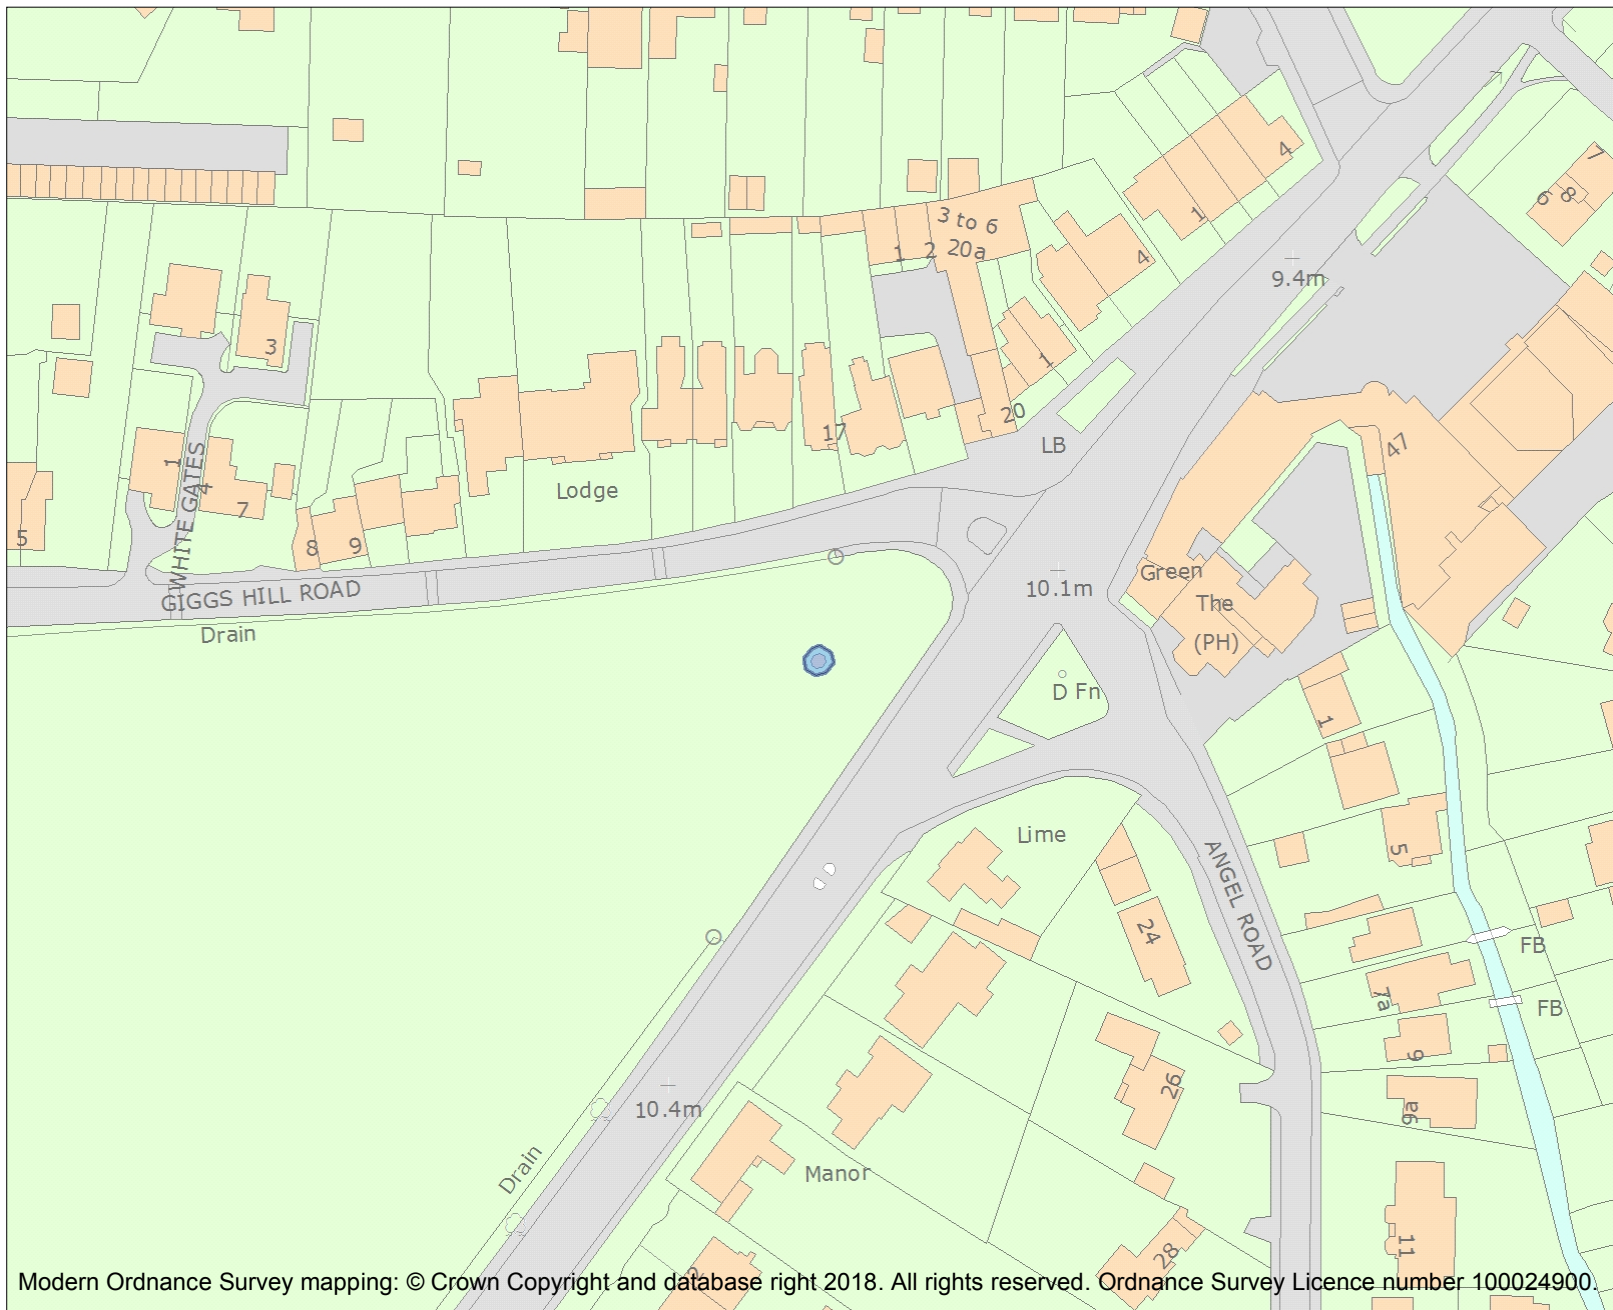 4
7
6
8
1
3 to 6
1
2
20a
4
9.4m
3
1
20
17
LB
47
1
4
7
WHITE GATES
Lodge
5
8
9
Green
10.1m
The
GIGGS HILL ROAD
Drain
(PH)
D Fn
1
Lime
5
ANGEL ROAD
24
FB
7a
FB
9
26
10.4m
9a
Drain
Manor
11
28
2
Modern Ordnance Survey mapping: © Crown Copyright and database right 2018. All rights reserved. Ordnance Survey Licence number 100024900.